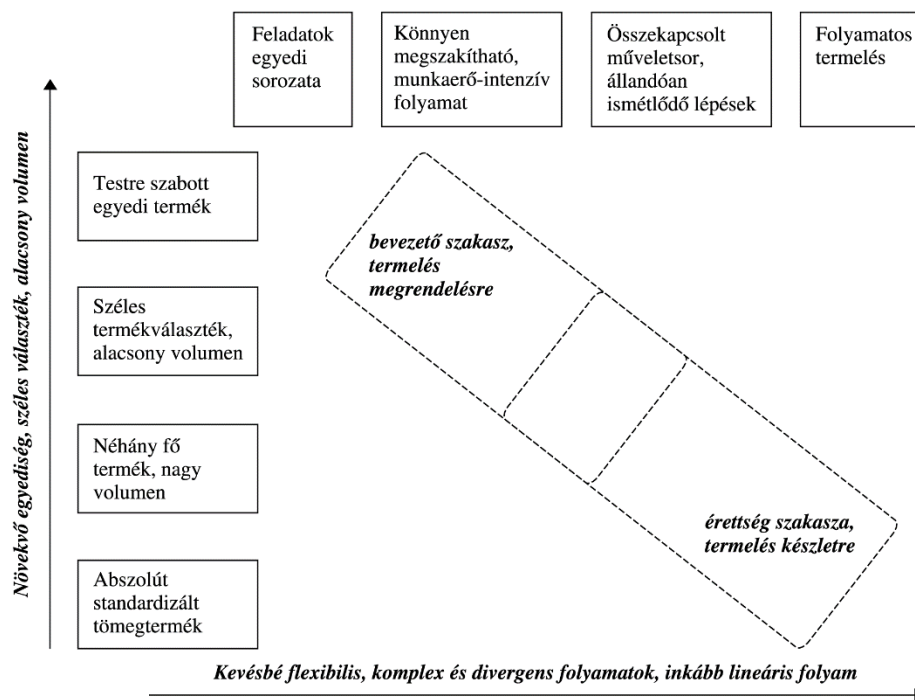 Feladatok
egyedi
sorozata
Könnyen
megszakítható,
munkaerő-intenzív
folyamat
Összekapcsolt
műveletsor,
állandóan
ismétlődő lépések
Folyamatos
termelés
Növekvő egyediség, széles választék, alacsony volumen
Testre szabott
egyedi termék
bevezető szakasz,
termelés
megrendelésre
Széles
termékválaszték,
alacsony volumen
Néhány fő
termék, nagy
volumen
érettség szakasza,
termelés készletre
Abszolút
standardizált
tömegtermék
Kevésbé flexibilis, komplex és divergens folyamatok, inkább lineáris folyam